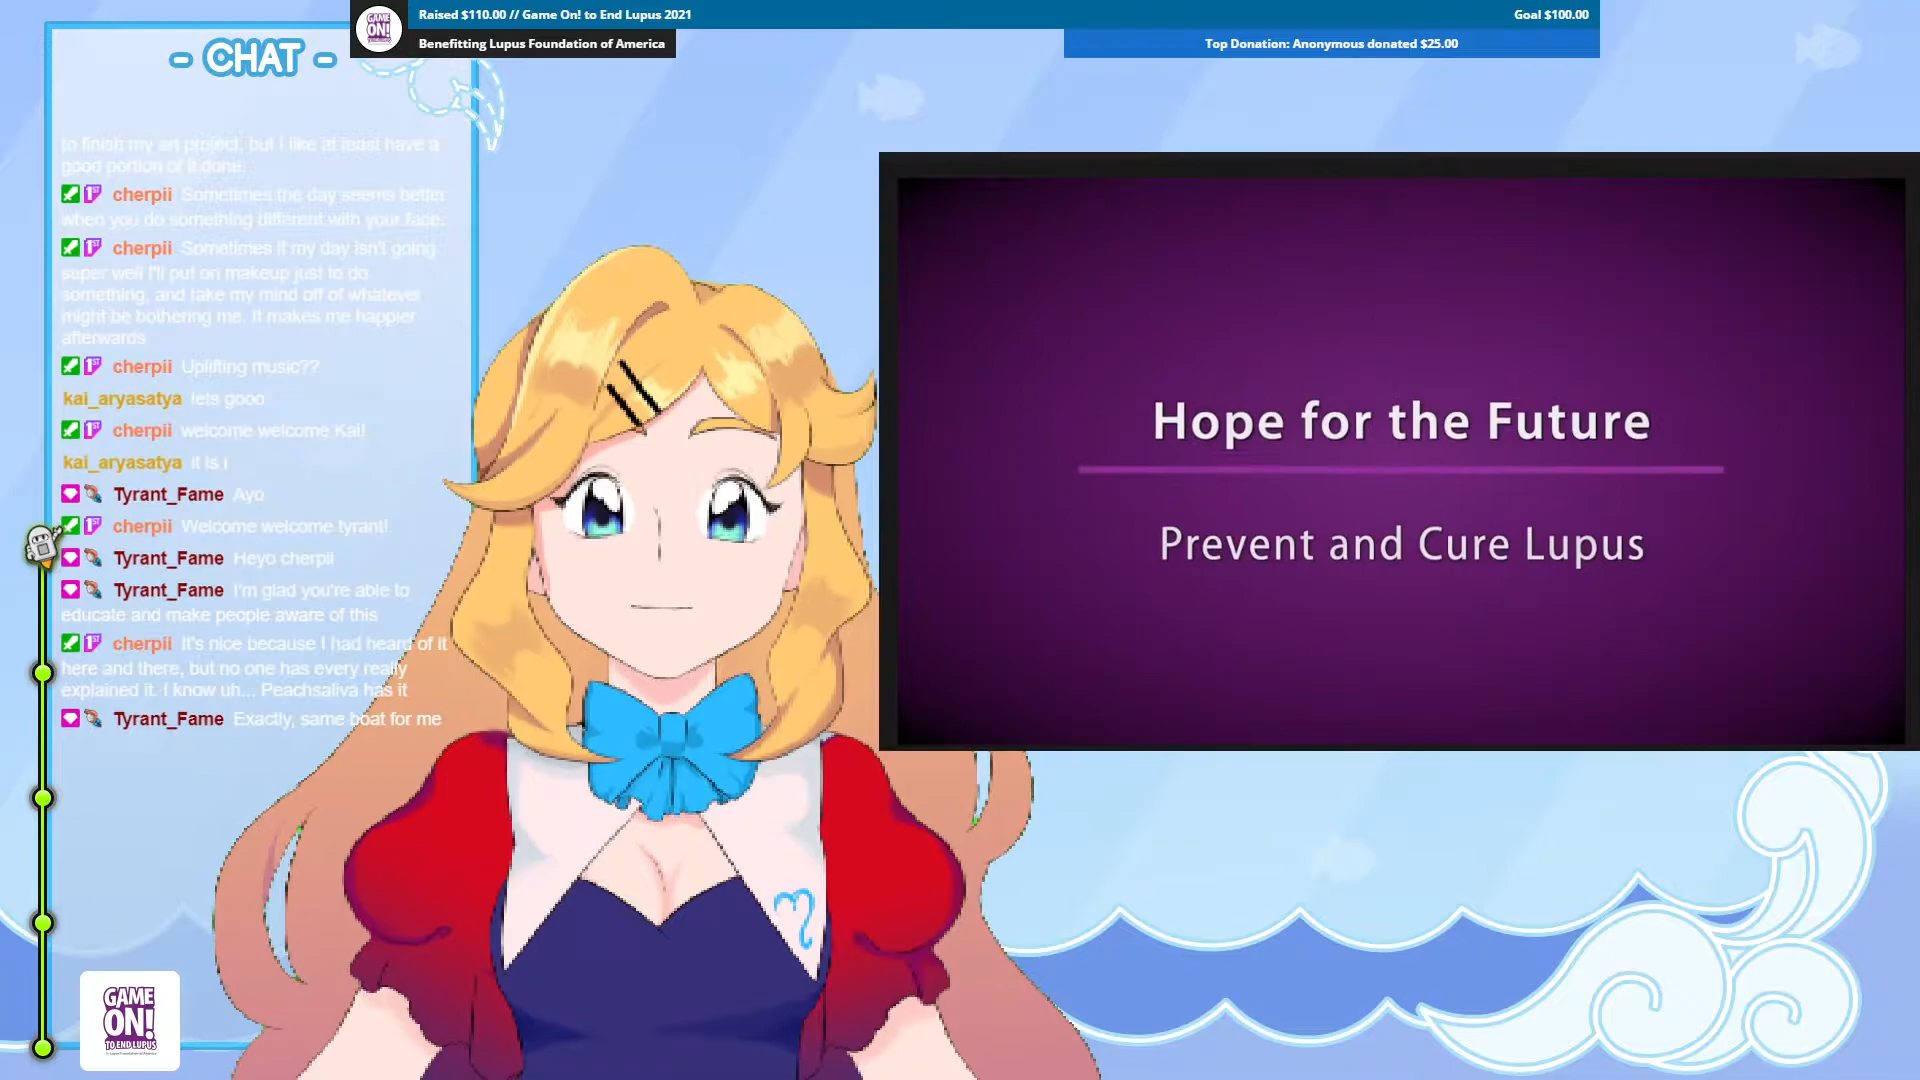 GAME ON!
Raised $110.00 // Game On! to End Lupus 2021
Goal $100.00
Benefitting Lupus Foundation of America
Top Donation: Anonymous donated $25.00
- CHAT -
to finish my art project, but i like at least have a
good portion of it done..
cherpii Sometimes the day seems better
when you do something different with your face.
cherpii Sometimes if my day isn't going
super well I'll put on makeup just to do
something, and take my mind off of whatever
might be bothering me. It makes me happier
afterwards
cherpii Uplifting music??
kai_aryasatya lets gooo
cherpii welcome welcome Kai!
kai_aryasatya it is i
Tyrant_Fame Ayo
cherpii Welcome welcome tyrant!
Tyrant_Fame Heyo cherpii
Tyrant_Fame I'm glad you're able to
educate and make people aware of this
cherpii It's nice because I had heard of it
here and there, but no one has every really
explained it. I know uh... Peachsaliva has it
Tyrant_Fame Exactly, same boat for me
Hope for the Future
Prevent and Cure Lupus
GAME
ON!
TO END LUPUS